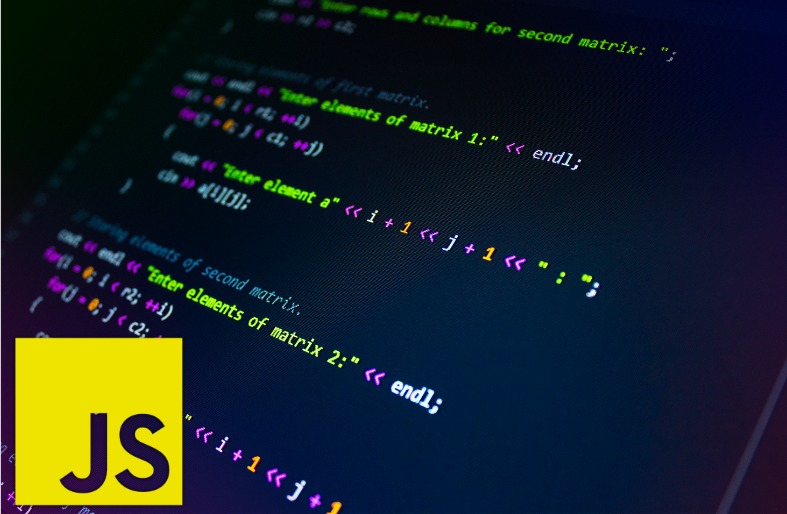 cout << "Enter rows and columns for second matrix: ";
cin >> r2 >> c2;
}
// Storing elements of first matrix.
cout << endl << "Enter elements of matrix 1:" << endl;
for(i = 0; i < r1; ++i)
for(j = 0; j < c1; ++j)
{
cout << "Enter element a" << i + 1 << j + 1 << " : ";
cin >> a[i][j];
}
// Storing elements of second matrix.
cout << endl << "Enter elements of matrix 2:" << endl;
for(i = 0; i < r2; ++i)
for(j = 0; j < c2;
{
" << i + 1 << j + 1
JS